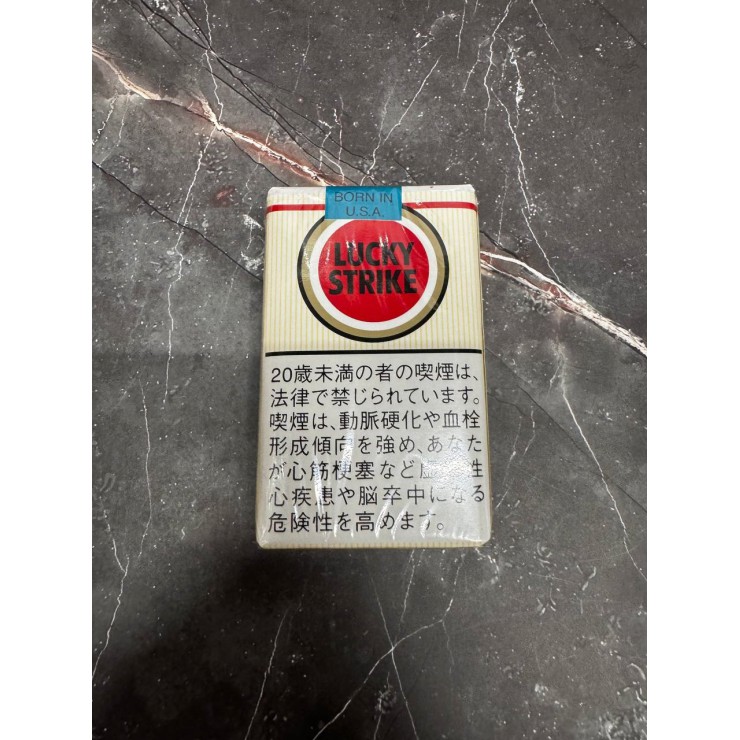 BORN IN
U.S.A.
LUCKY
STRIKE
20歳未満の者の喫煙は、
法律で禁じられています。
喫煙は、動脈硬化や血栓
形成傾向を強め、あなた
が心筋梗塞など虚血性
心疾患や脳卒中になる
危険性を高めます。